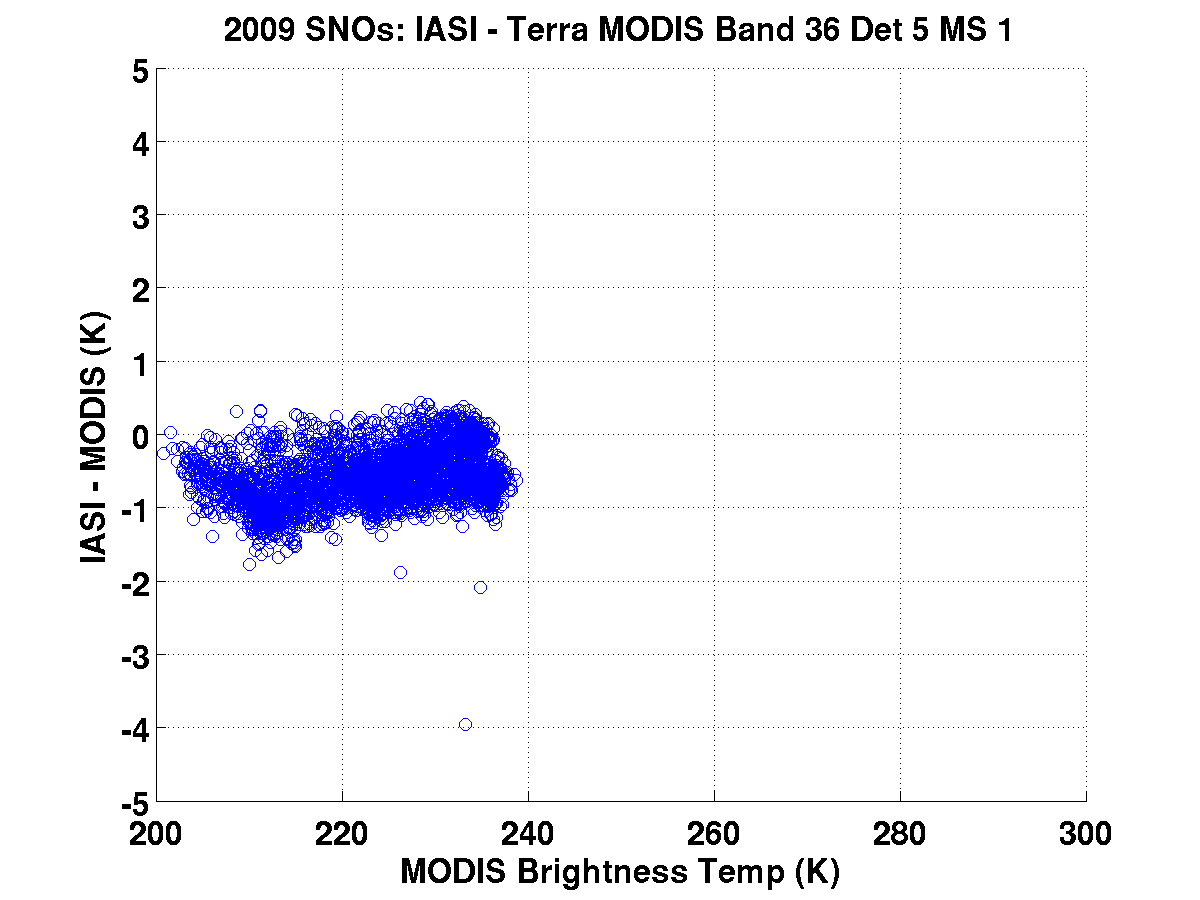 2009 SNOs: IASI - Terra MODIS Band 36 Det 5 MS 1
5
4
3
2
1
0
-1
-2
-3
-4
-5
IASI - MODIS (K)
200 220 240 260 280 300
MODIS Brightness Temp (K)